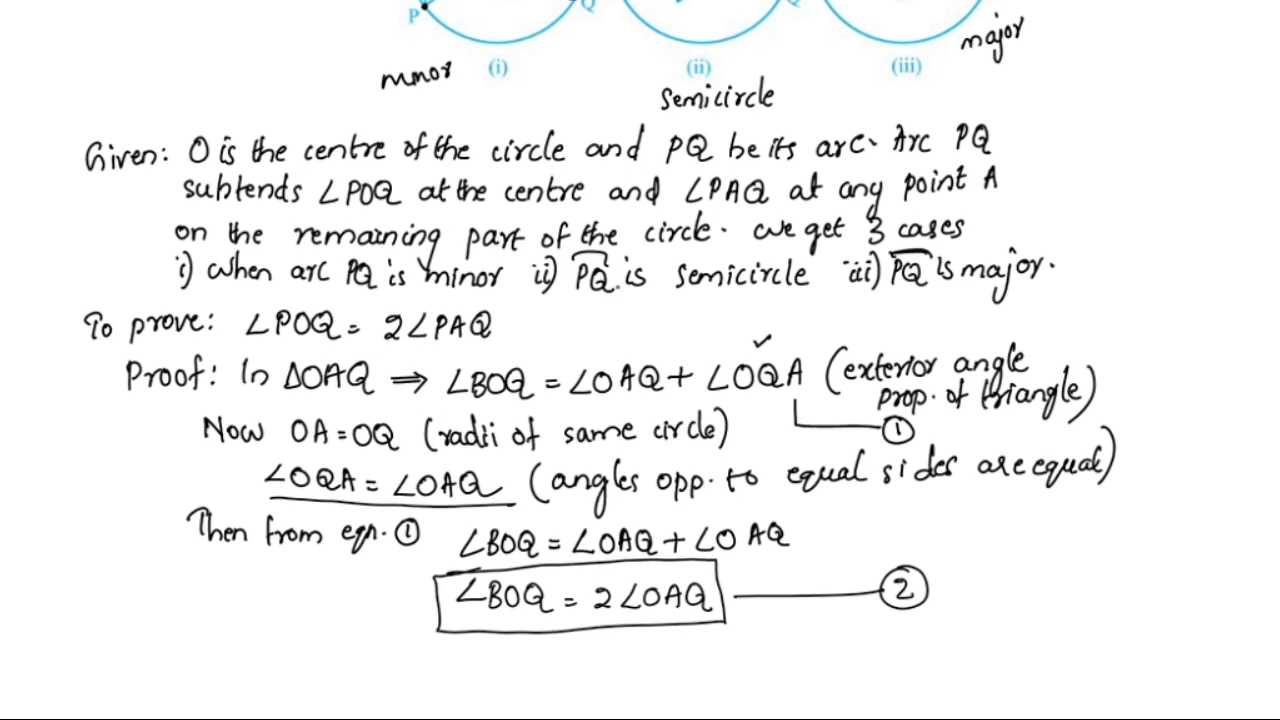 P Q
minor (i) (ii) (iii) major
Semicircle
Given: O is the centre of the circle and PQ be its arc. Arc PQ
subtends ∠POQ at the centre and ∠PAQ at any point A
on the remaining part of the circle. we get 3 cases
i) when arc PQ is minor ii) PQ is semicircle iii) PQ is major.
To prove: ∠POQ = 2∠PAQ
Proof: In ΔOAQ ⇒ ∠BOQ = ∠OAQ + ∠OQA (exterior angle
prop. of triangle)
Now OA = OQ (radii of same circle) ①
∠OQA = ∠OAQ (angles opp. to equal sides are equal)
Then from eqn. ① ∠BOQ = ∠OAQ + ∠OAQ
∠BOQ = 2∠OAQ ②